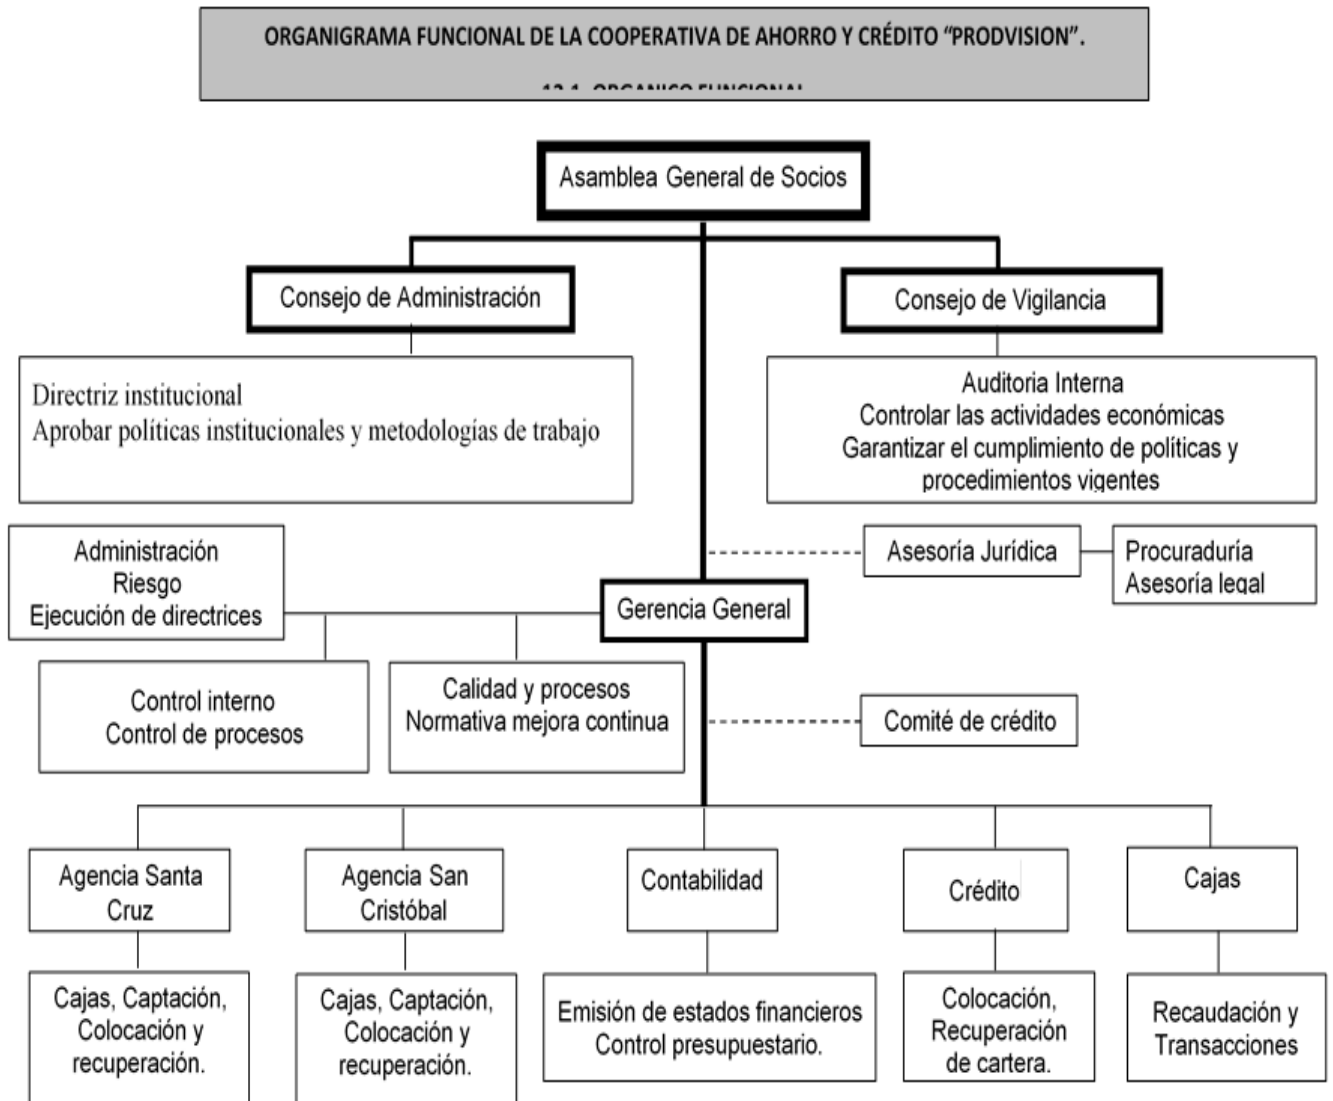 ORGANIGRAMA FUNCIONAL DE LA COOPERATIVA DE AHORRO Y CRÉDITO “PRODVISION”.
12.1. ORGANICO FUNCIONAL
Asamblea General de Socios
Consejo de Administración
Consejo de Vigilancia
Directriz institucional
Aprobar políticas institucionales y metodologías de trabajo
Auditoria Interna
Controlar las actividades económicas
Garantizar el cumplimiento de políticas y
procedimientos vigentes
Administración
Riesgo
Ejecución de directrices
Asesoría Jurídica
Procuraduría
Asesoría legal
Gerencia General
Control interno
Control de procesos
Calidad y procesos
Normativa mejora continua
Comité de crédito
Agencia Santa
Cruz
Agencia San
Cristóbal
Contabilidad
Crédito
Cajas
Cajas, Captación,
Colocación y
recuperación.
Cajas, Captación,
Colocación y
recuperación.
Emisión de estados financieros
Control presupuestario.
Colocación,
Recuperación
de cartera.
Recaudación y
Transacciones